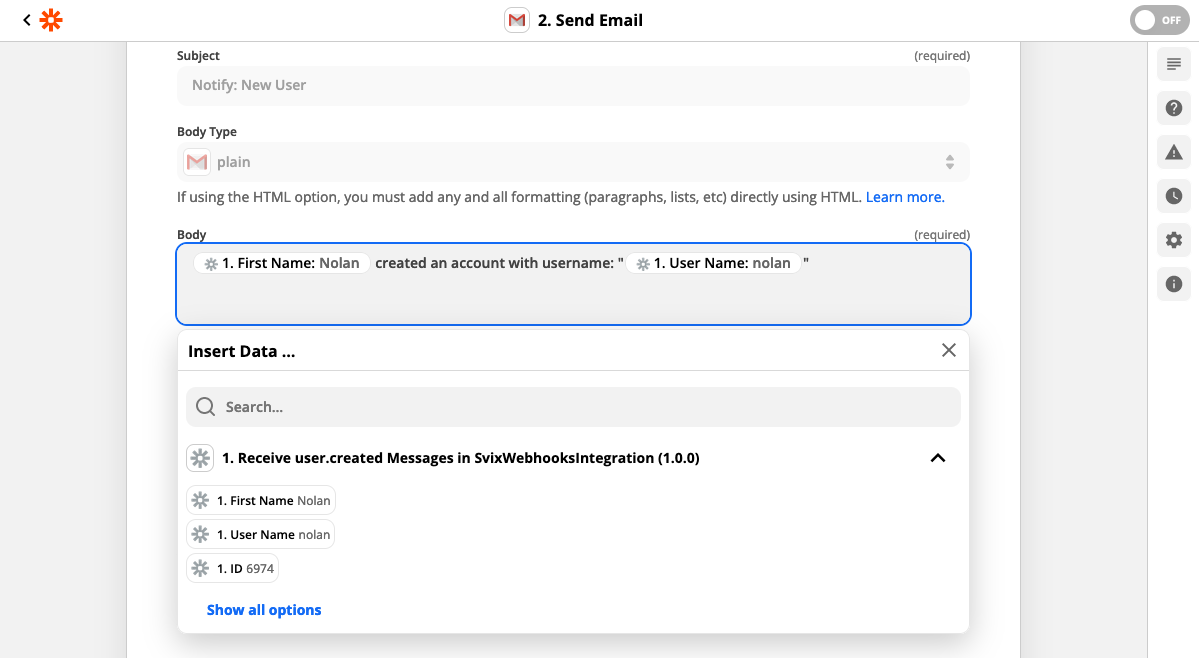 2. Send Email
OFF
Subject (required)
Notify: New User
Body Type
plain
If using the HTML option, you must add any and all formatting (paragraphs, lists, etc) directly using HTML. Learn more.
Body (required)
1. First Name: Nolan created an account with username: " 1. User Name: nolan "
Insert Data ...
Search...
1. Receive user.created Messages in SvixWebhooksIntegration (1.0.0)
1. First Name Nolan
1. User Name nolan
1. ID 6974
Show all options